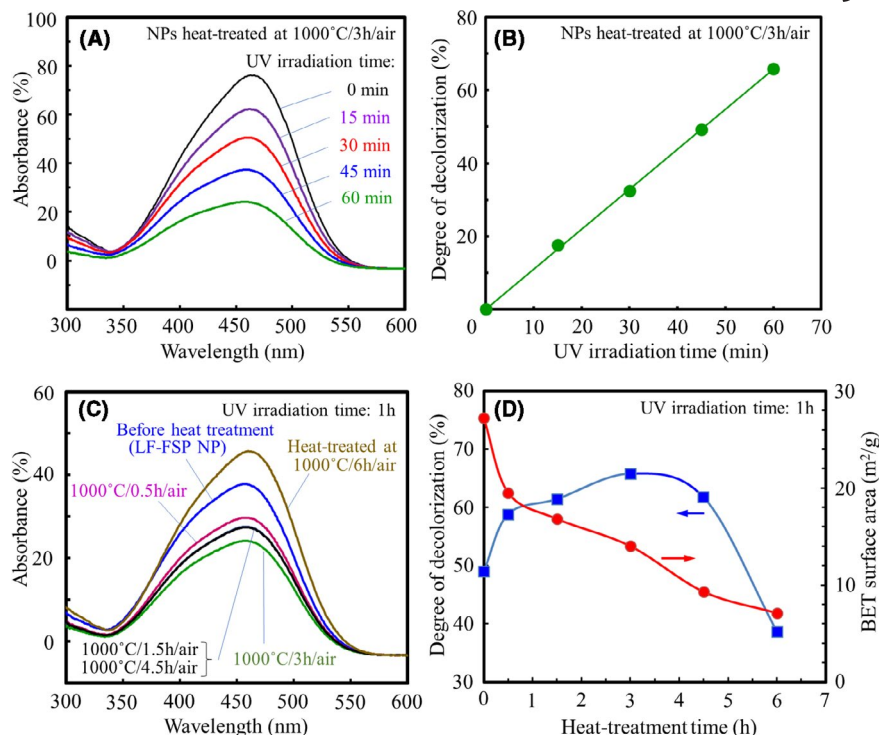 (A)
NPs heat-treated at 1000˚C/3h/air
UV irradiation time:
0 min
15 min
30 min
45 min
60 min
Absorbance (%)
100
80
60
40
20
0
300
350
400
450
500
550
600
Wavelength (nm)
(B)
NPs heat-treated at 1000˚C/3h/air
Degree of decolorization (%)
80
60
40
20
0
10
20
30
40
50
60
70
UV irradiation time (min)
(C)
UV irradiation time: 1h
Before heat treatment
(LF-FSP NP)
Heat-treated at
1000˚C/6h/air
1000˚C/0.5h/air
1000˚C/1.5h/air
1000˚C/4.5h/air
1000˚C/3h/air
Absorbance (%)
60
40
20
0
300
350
400
450
500
550
600
Wavelength (nm)
(D)
UV irradiation time: 1h
Degree of decolorization (%)
80
70
60
50
40
30
BET surface area (m²/g)
30
20
10
0
0
1
2
3
4
5
6
7
Heat-treatment time (h)